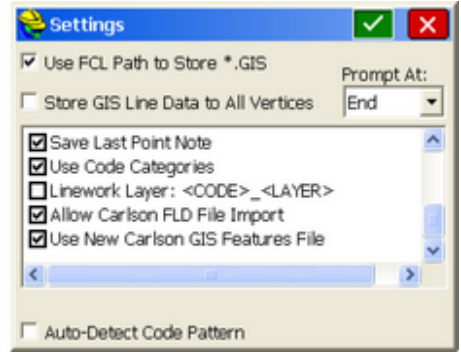 Settings
Use FCL Path to Store *.GIS
Prompt At:
Store GIS Line Data to All Vertices
End
Save Last Point Note
Use Code Categories
Linework Layer: <CODE>_<LAYER>
Allow Carlson FLD File Import
Use New Carlson GIS Features File
Auto-Detect Code Pattern